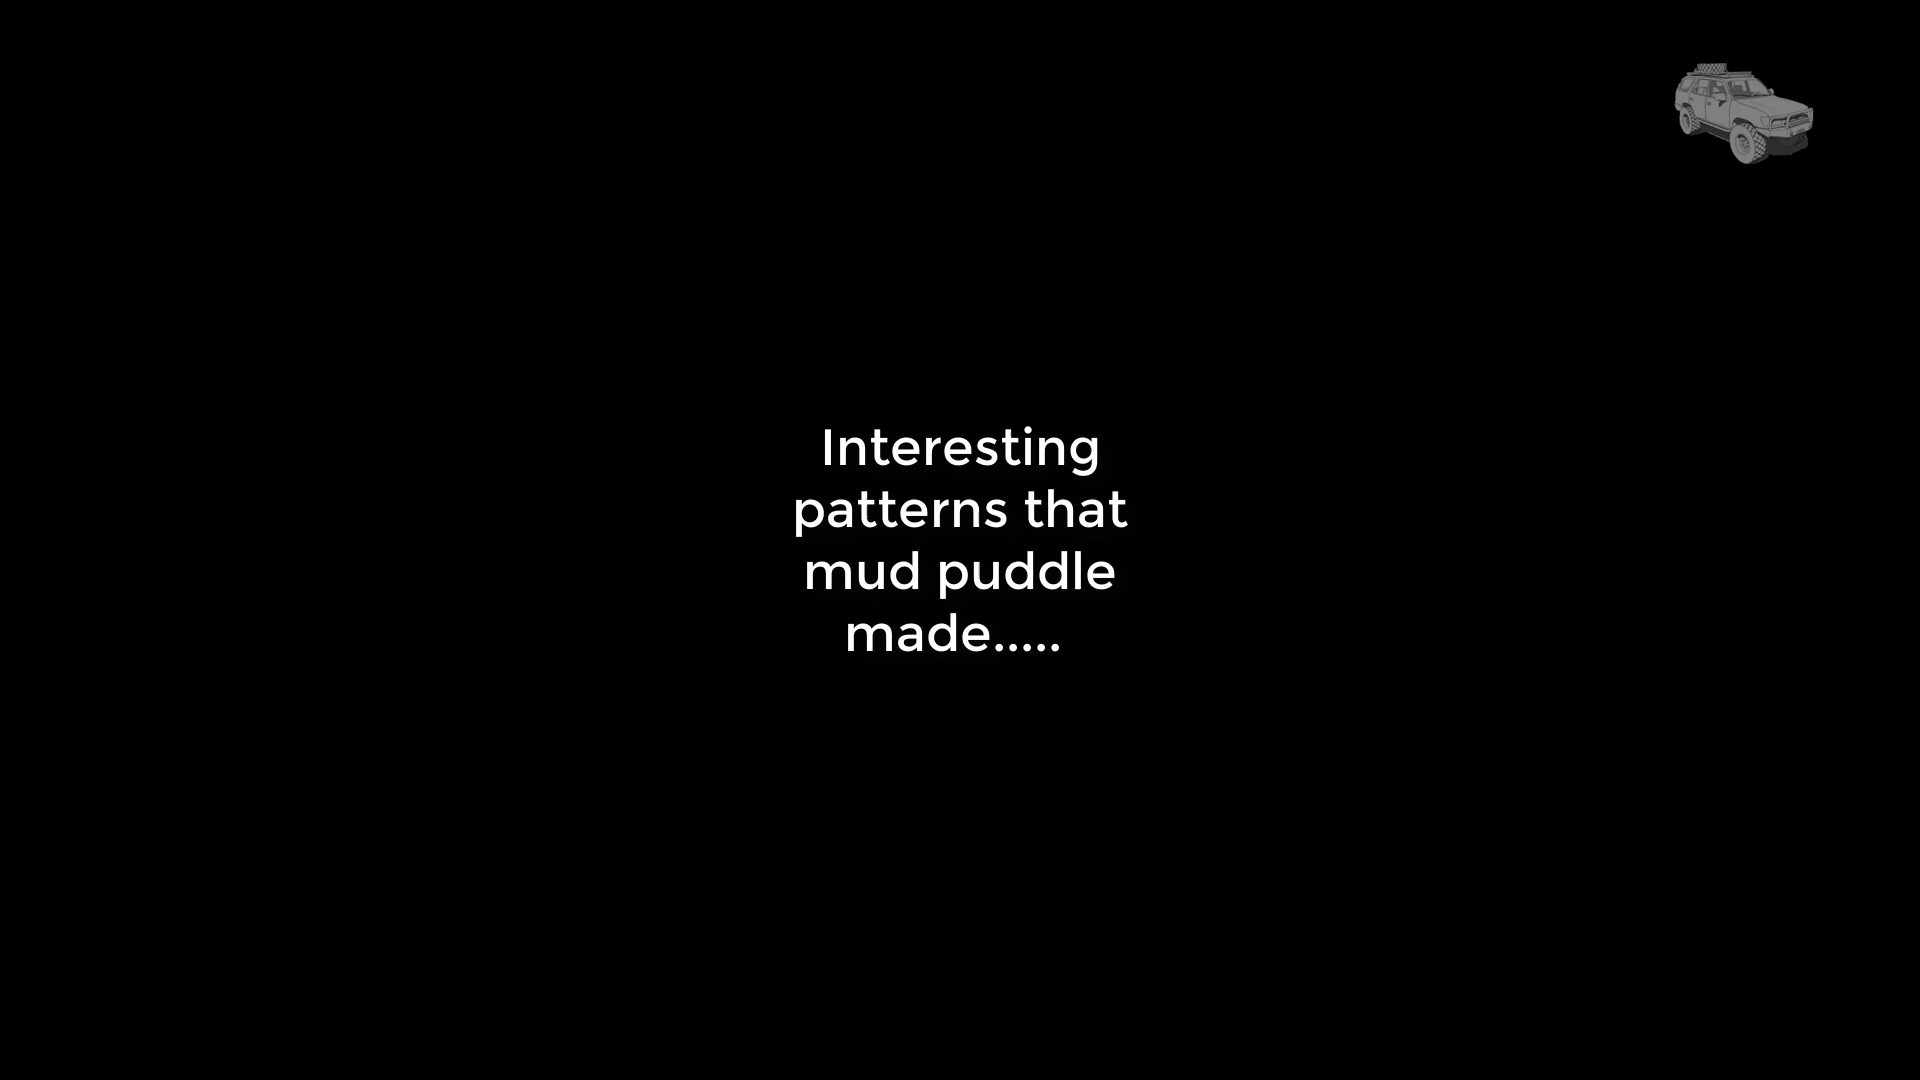 Interesting
patterns that
mud puddle
made.....